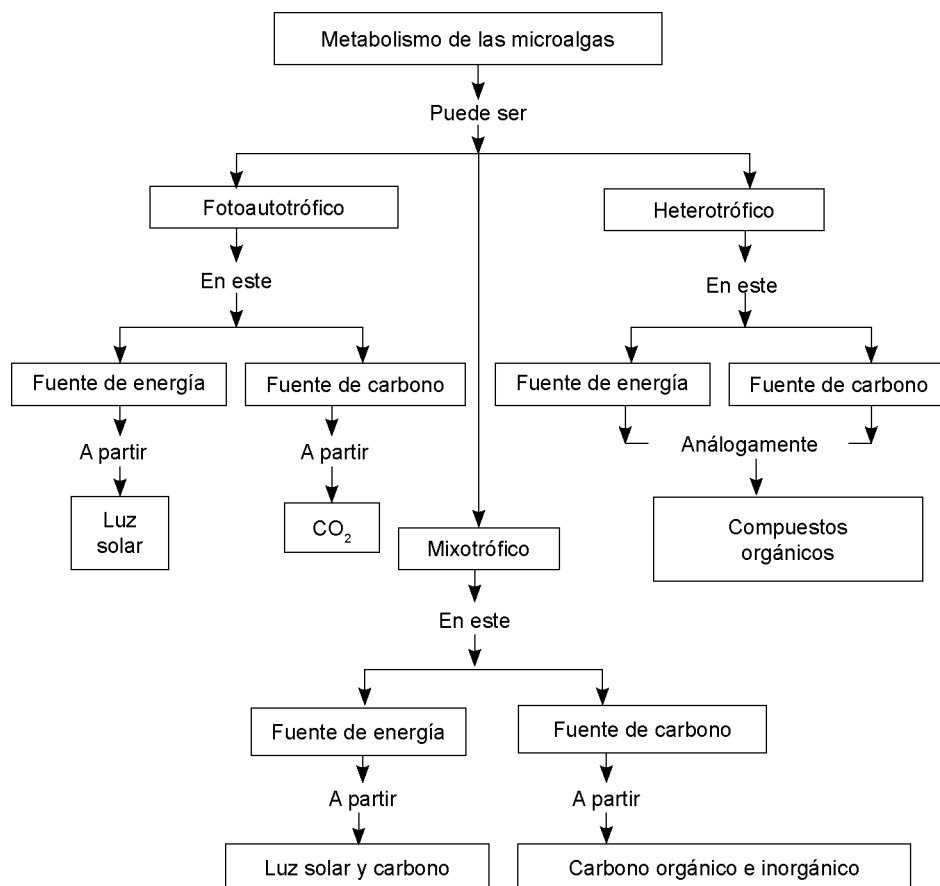 Metabolismo de las microalgas
Puede ser
Fotoautotrófico
Heterotrófico
En este
En este
Fuente de energía
Fuente de carbono
Fuente de energía
Fuente de carbono
A partir
A partir
Análogamente
Luz
solar
CO₂
Compuestos
orgánicos
Mixotrófico
En este
Fuente de energía
Fuente de carbono
A partir
A partir
Luz solar y carbono
Carbono orgánico e inorgánico